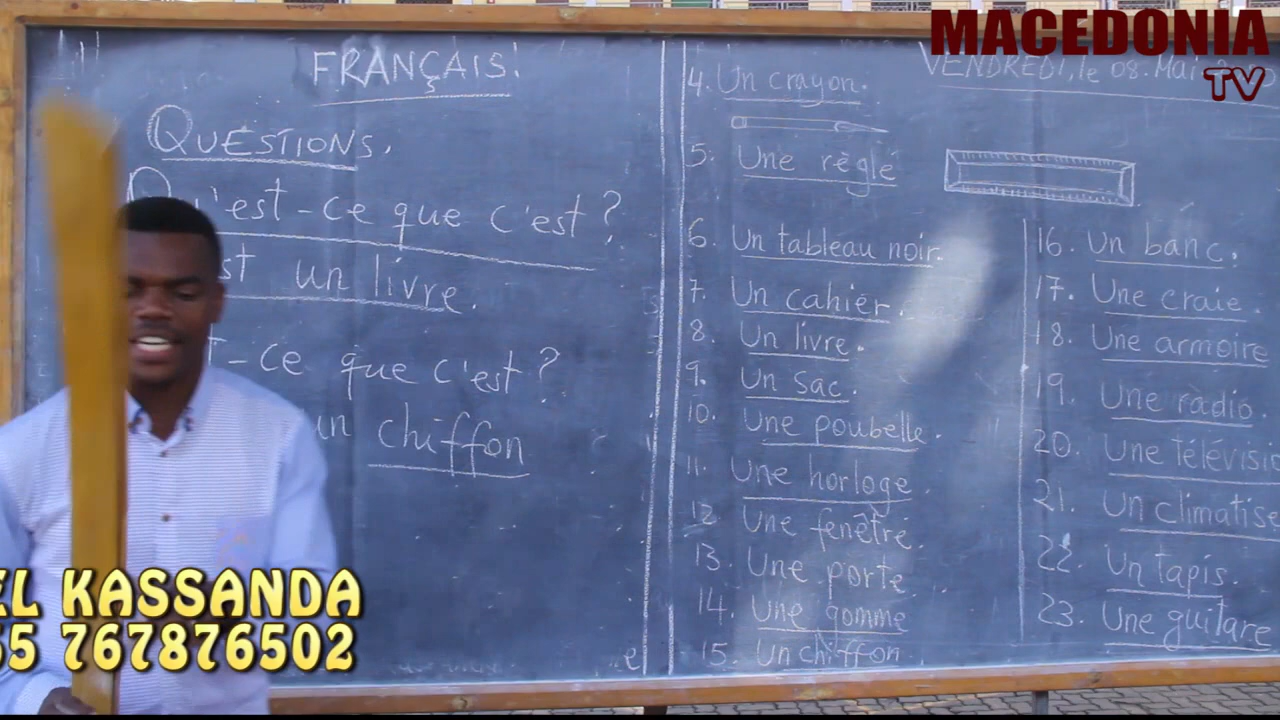 MACEDONIA
TV
FRANÇAIS!
QUESTIONS.
Qu'est-ce que c'est?
st un livre.
t-ce que c'est?
un chiffon
4. Un crayon.
5. Une règle
6. Un tableau noir.
7. Un cahier.
8. Un livre.
9. Un sac.
10. Une poubelle.
11. Une horloge.
12 Une fenêtre.
13. Une porte
14. Une gomme
15. Un chiffon.
VENDREDI, le 08. Mai
16. Un banc.
17. Une craie.
18. Une armoire
19. Une radio.
20. Une télévisio
21. Un climatise
22. Un tapis.
23. Une guitare
EL KASSANDA
55 767876502